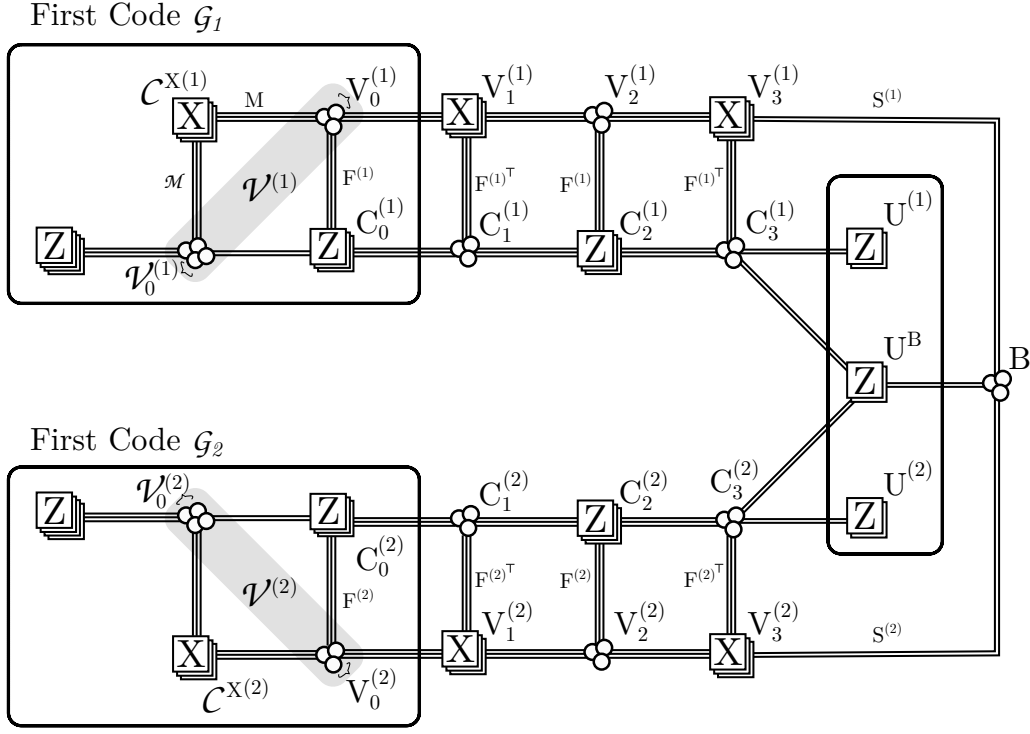 First Code 𝒢₁
𝒞^X(1) M V₀^(1) V₁^(1) V₂^(1) V₃^(1) S^(1)
X X X
ℳ 𝒱^(1) F^(1) F^(1)ᵀ F^(1) F^(1)ᵀ
C₀^(1) C₁^(1) C₂^(1) C₃^(1) U^(1)
Z Z Z Z
𝒱₀^(1)
U^B B
Z
First Code 𝒢₂
𝒱₀^(2) C₁^(2) C₂^(2) C₃^(2) U^(2)
Z Z Z Z
C₀^(2)
𝒱^(2) F^(2) F^(2)ᵀ F^(2) F^(2)ᵀ
V₁^(2) V₂^(2) V₃^(2) S^(2)
X X X
𝒞^X(2) V₀^(2)